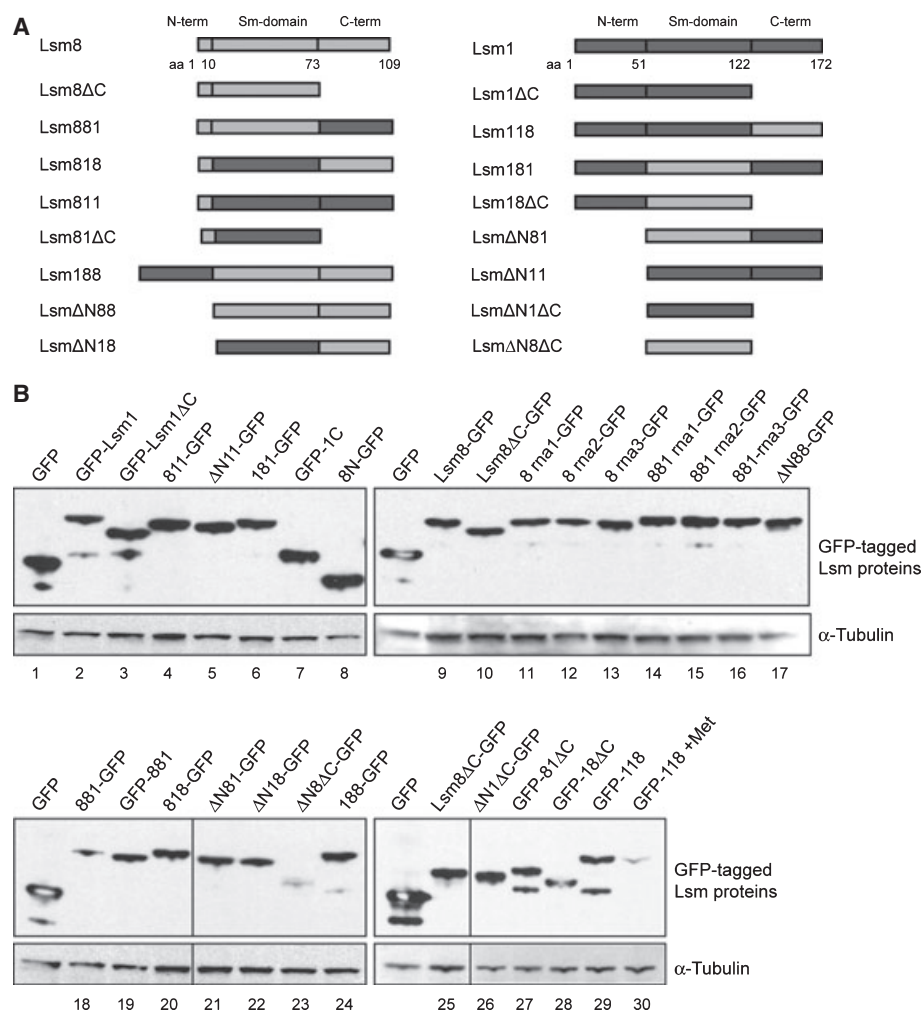 A
N-term Sm-domain C-term
Lsm8
aa 1 10 73 109
Lsm8ΔC
Lsm881
Lsm818
Lsm811
Lsm81ΔC
Lsm188
LsmΔN88
LsmΔN18
N-term Sm-domain C-term
Lsm1
aa 1 51 122 172
Lsm1ΔC
Lsm118
Lsm181
Lsm18ΔC
LsmΔN81
LsmΔN11
LsmΔN1ΔC
LsmΔN8ΔC
B
GFP
GFP-Lsm1
GFP-Lsm1ΔC
811-GFP
ΔN11-GFP
181-GFP
GFP-1C
8N-GFP
GFP
Lsm8-GFP
Lsm8ΔC-GFP
8 rna1-GFP
8 rna2-GFP
8 rna3-GFP
881 rna1-GFP
881 rna2-GFP
881-rna3-GFP
ΔN88-GFP
GFP-tagged
Lsm proteins
α-Tubulin
1 2 3 4 5 6 7 8 9 10 11 12 13 14 15 16 17
GFP
881-GFP
GFP-881
818-GFP
ΔN81-GFP
ΔN18-GFP
ΔN8ΔC-GFP
188-GFP
GFP
Lsm8ΔC-GFP
ΔN1ΔC-GFP
GFP-81ΔC
GFP-18ΔC
GFP-118
GFP-118 +Met
GFP-tagged
Lsm proteins
α-Tubulin
18 19 20 21 22 23 24 25 26 27 28 29 30